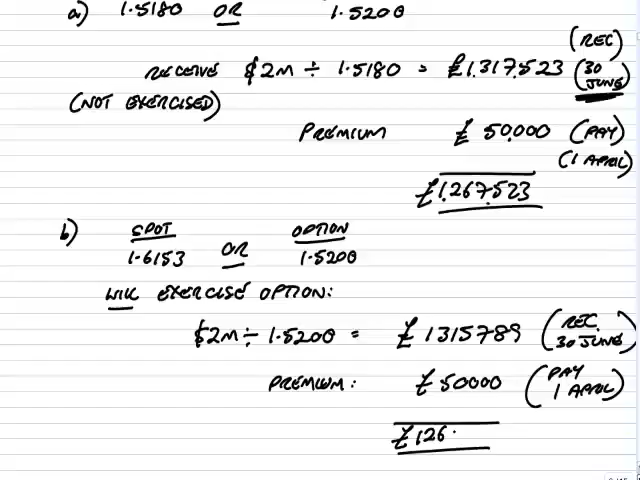 a) 1.5180 OR 1.5200
(REC)
RECEIVE $2M ÷ 1.5180 = £1,317,523 (30 JUNE)
(NOT EXERCISED)
PREMIUM £ 50,000 (PAY)
(1 APRIL)
£1,267,523
b) SPOT OPTION
1.6153 OR 1.5200
WILL EXERCISE OPTION:
$2M ÷ 1.5200 = £1315789 (REC. 30 JUNE)
PREMIUM: £50000 (PAY 1 APRIL)
£126